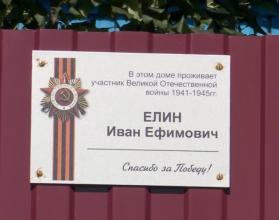 В этом доме проживает
участник Великой Отечественной
войны 1941-1945гг.
ЕЛИН
Иван Ефимович
Спасибо за Победу!